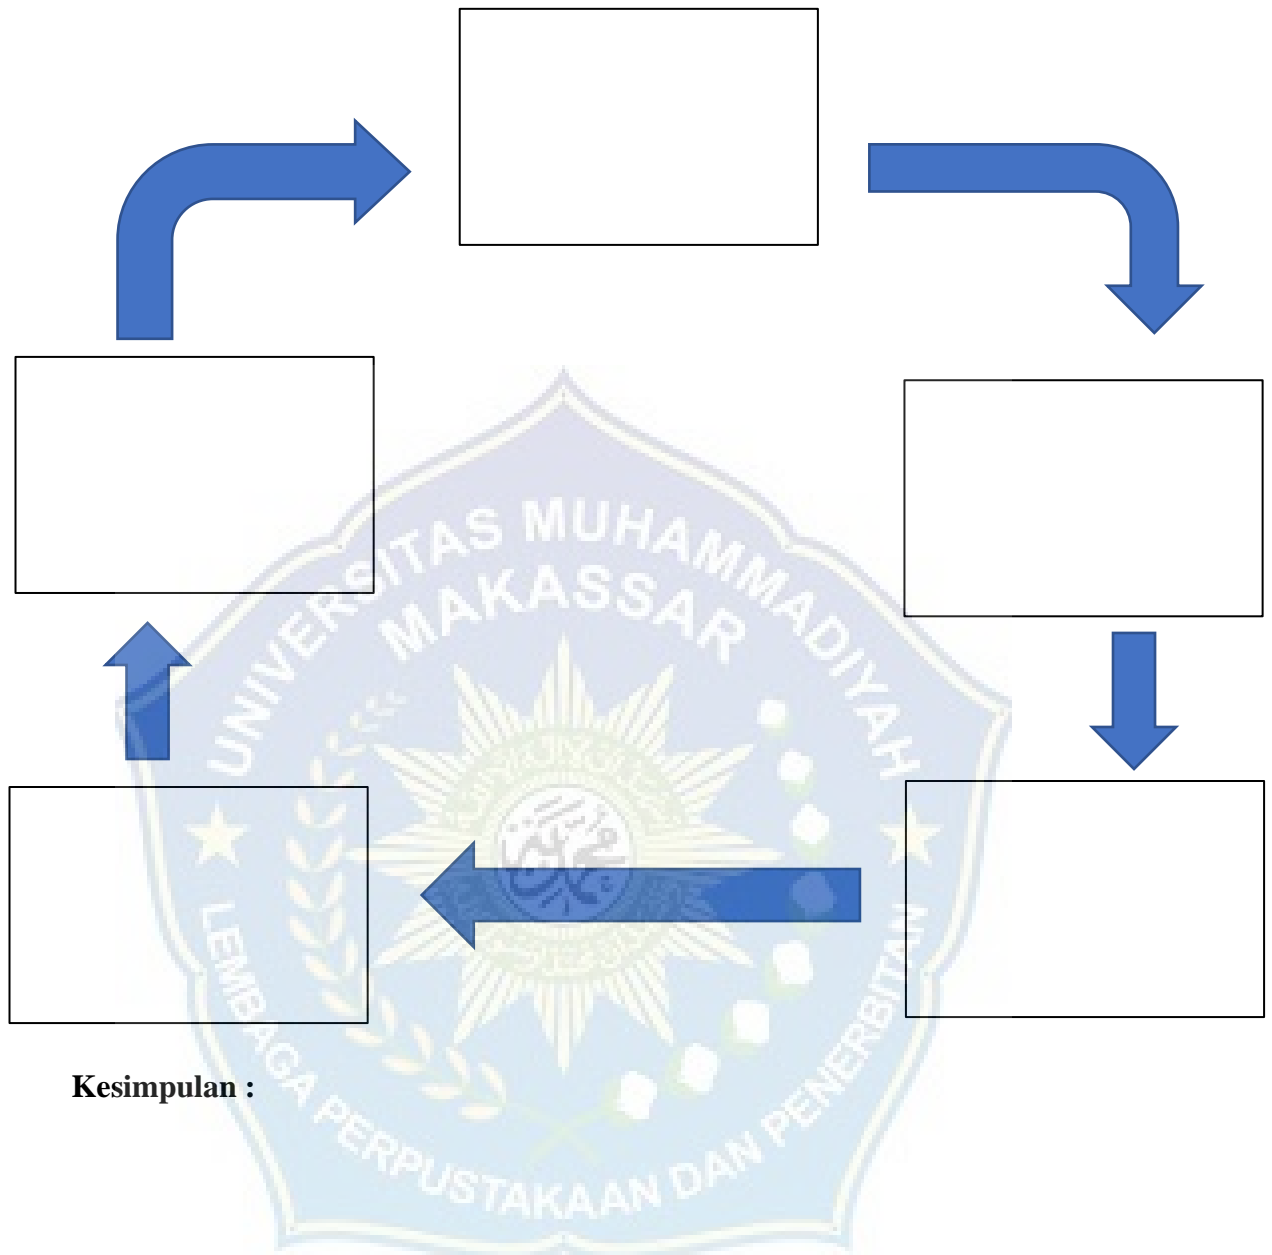 UNIVERSITAS MUHAMMADIYAH
MAKASSAR
LEMBAGA PERPUSTAKAAN DAN PENERBITAN
Kesimpulan :